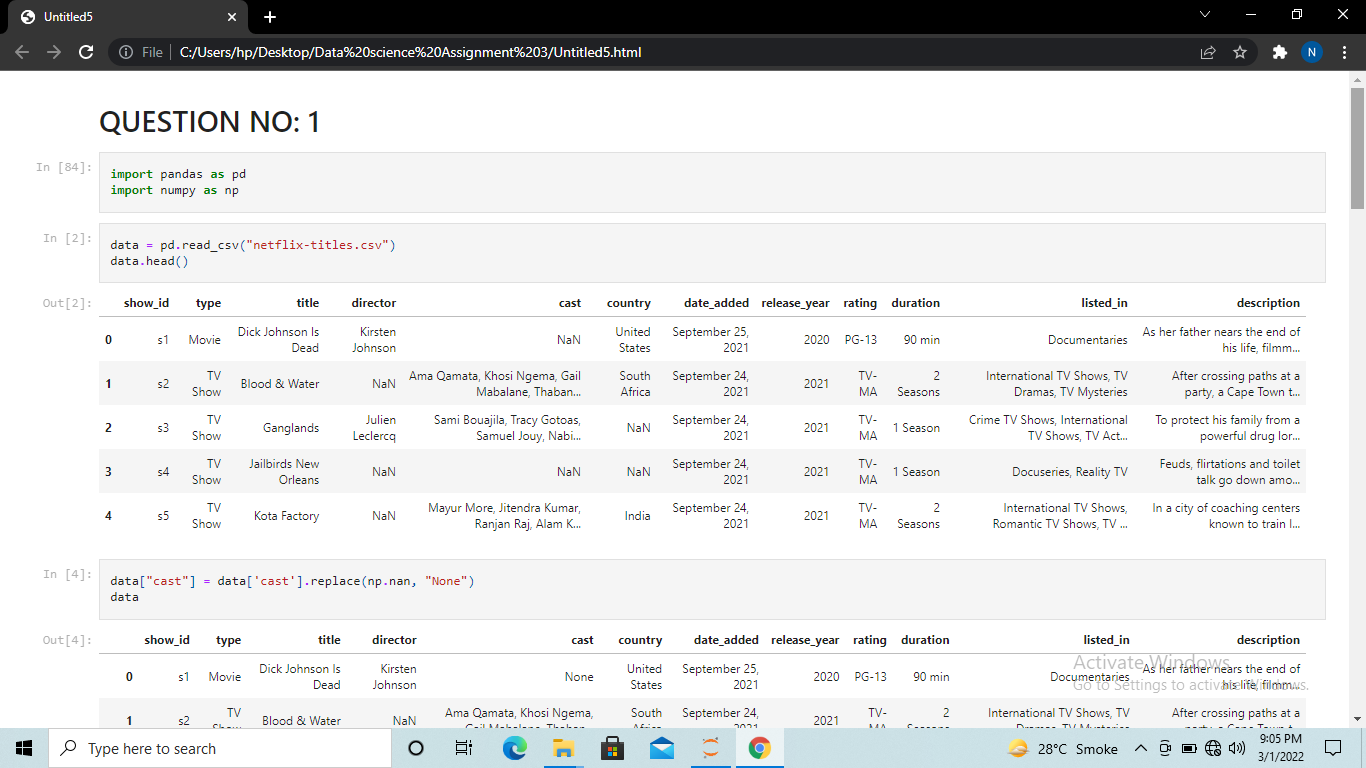 Untitled5
File C:/Users/hp/Desktop/Data%20science%20Assignment%203/Untitled5.html
N
QUESTION NO: 1
In [84]:
import pandas as pd
import numpy as np
In [2]:
data = pd.read_csv("netflix-titles.csv")
data.head()
Out[2]:
show_id type title director cast country date_added release_year rating duration listed_in description
0 s1 Movie Dick Johnson Is Dead Kirsten Johnson NaN United States September 25, 2021 2020 PG-13 90 min Documentaries As her father nears the end of his life, filmm...
1 s2 TV Show Blood & Water NaN Ama Qamata, Khosi Ngema, Gail Mabalane, Thaban... South Africa September 24, 2021 2021 TV-MA 2 Seasons International TV Shows, TV Dramas, TV Mysteries After crossing paths at a party, a Cape Town t...
2 s3 TV Show Ganglands Julien Leclercq Sami Bouajila, Tracy Gotoas, Samuel Jouy, Nabi... NaN September 24, 2021 2021 TV-MA 1 Season Crime TV Shows, International TV Shows, TV Act... To protect his family from a powerful drug lor...
3 s4 TV Show Jailbirds New Orleans NaN NaN NaN September 24, 2021 2021 TV-MA 1 Season Docuseries, Reality TV Feuds, flirtations and toilet talk go down amo...
4 s5 TV Show Kota Factory NaN Mayur More, Jitendra Kumar, Ranjan Raj, Alam K... India September 24, 2021 2021 TV-MA 2 Seasons International TV Shows, Romantic TV Shows, TV ... In a city of coaching centers known to train l...
In [4]:
data["cast"] = data['cast'].replace(np.nan, "None")
data
Out[4]:
show_id type title director cast country date_added release_year rating duration listed_in description
0 s1 Movie Dick Johnson Is Dead Kirsten Johnson None United States September 25, 2021 2020 PG-13 90 min Documentaries As her father nears the end of his life, filmm...
1 s2 TV Blood & Water NaN Ama Qamata, Khosi Ngema, South September 24, 2021 TV- 2 International TV Shows, TV After crossing paths at a
Activate Windows
Go to Settings to activate Windows.
Type here to search
28°C Smoke
9:05 PM
3/1/2022